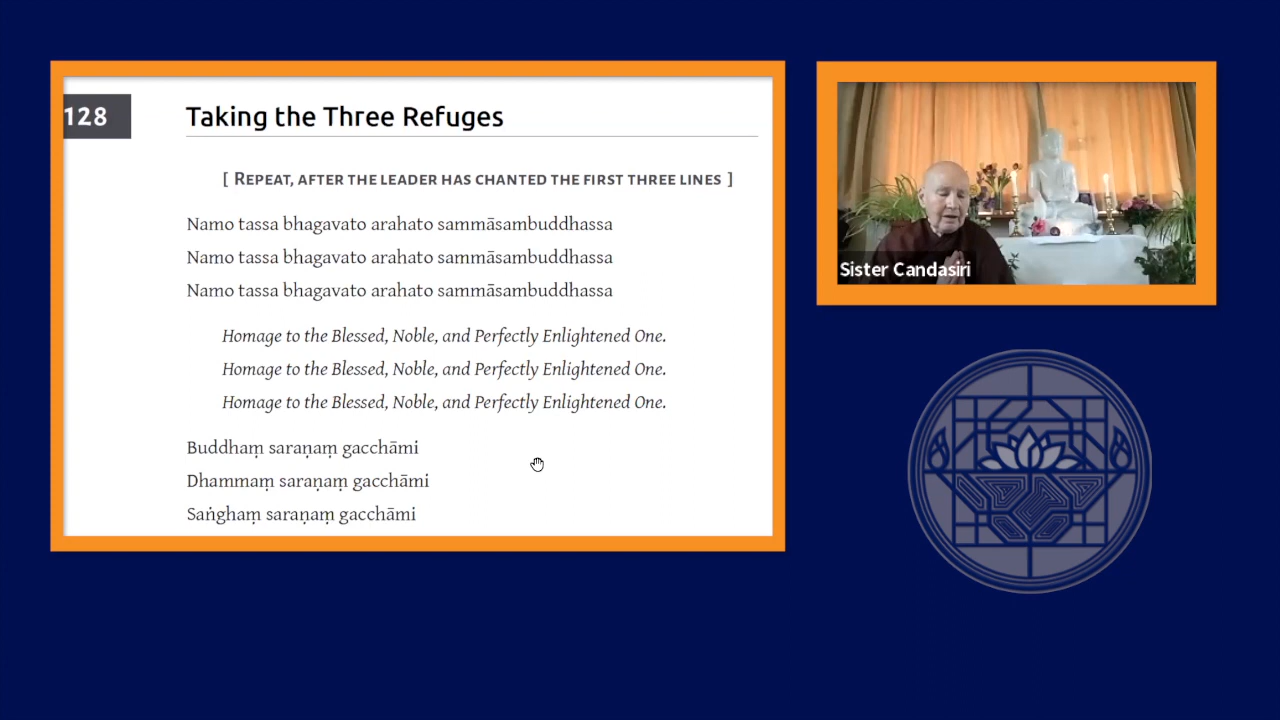 128
Taking the Three Refuges
[ Repeat, after the leader has chanted the first three lines ]
Namo tassa bhagavato arahato sammāsambuddhassa
Namo tassa bhagavato arahato sammāsambuddhassa
Namo tassa bhagavato arahato sammāsambuddhassa
Homage to the Blessed, Noble, and Perfectly Enlightened One.
Homage to the Blessed, Noble, and Perfectly Enlightened One.
Homage to the Blessed, Noble, and Perfectly Enlightened One.
Buddhaṃ saraṇaṃ gacchāmi
Dhammaṃ saraṇaṃ gacchāmi
Saṅghaṃ saraṇaṃ gacchāmi
Sister Candasiri